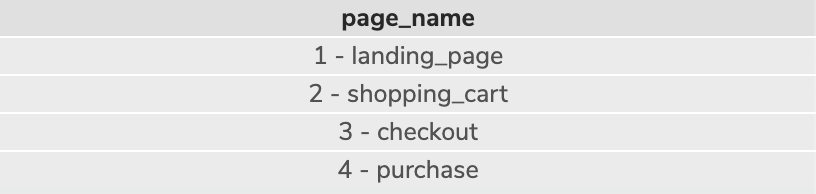 page_name
1 - landing_page
2 - shopping_cart
3 - checkout
4 - purchase